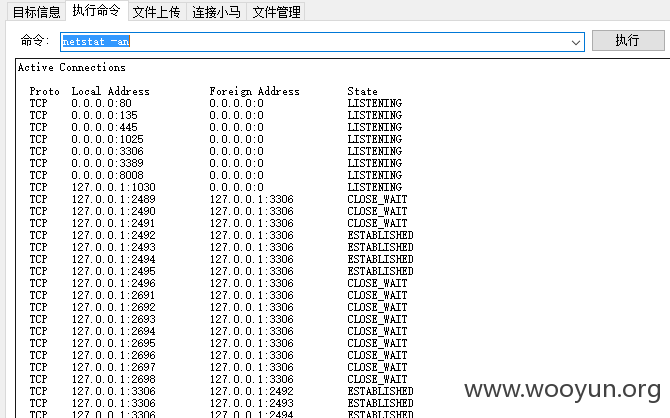 目标信息 执行命令 文件上传 连接小马 文件管理
命令: netstat -an 执行
Active Connections
Proto Local Address Foreign Address State
TCP 0.0.0.0:80 0.0.0.0:0 LISTENING
TCP 0.0.0.0:135 0.0.0.0:0 LISTENING
TCP 0.0.0.0:445 0.0.0.0:0 LISTENING
TCP 0.0.0.0:1025 0.0.0.0:0 LISTENING
TCP 0.0.0.0:3306 0.0.0.0:0 LISTENING
TCP 0.0.0.0:3389 0.0.0.0:0 LISTENING
TCP 0.0.0.0:8008 0.0.0.0:0 LISTENING
TCP 127.0.0.1:1030 0.0.0.0:0 LISTENING
TCP 127.0.0.1:2489 127.0.0.1:3306 CLOSE_WAIT
TCP 127.0.0.1:2490 127.0.0.1:3306 CLOSE_WAIT
TCP 127.0.0.1:2491 127.0.0.1:3306 CLOSE_WAIT
TCP 127.0.0.1:2492 127.0.0.1:3306 ESTABLISHED
TCP 127.0.0.1:2493 127.0.0.1:3306 ESTABLISHED
TCP 127.0.0.1:2494 127.0.0.1:3306 ESTABLISHED
TCP 127.0.0.1:2495 127.0.0.1:3306 ESTABLISHED
TCP 127.0.0.1:2496 127.0.0.1:3306 CLOSE_WAIT
TCP 127.0.0.1:2691 127.0.0.1:3306 CLOSE_WAIT
TCP 127.0.0.1:2692 127.0.0.1:3306 CLOSE_WAIT
TCP 127.0.0.1:2693 127.0.0.1:3306 CLOSE_WAIT
TCP 127.0.0.1:2694 127.0.0.1:3306 CLOSE_WAIT
TCP 127.0.0.1:2695 127.0.0.1:3306 CLOSE_WAIT
TCP 127.0.0.1:2696 127.0.0.1:3306 CLOSE_WAIT
TCP 127.0.0.1:2697 127.0.0.1:3306 CLOSE_WAIT
TCP 127.0.0.1:2698 127.0.0.1:3306 CLOSE_WAIT
TCP 127.0.0.1:3306 127.0.0.1:2492 ESTABLISHED
TCP 127.0.0.1:3306 127.0.0.1:2493 ESTABLISHED
TCP 127.0.0.1:3306 127.0.0.1:2494 ESTABLISHED
www.wooyun.org